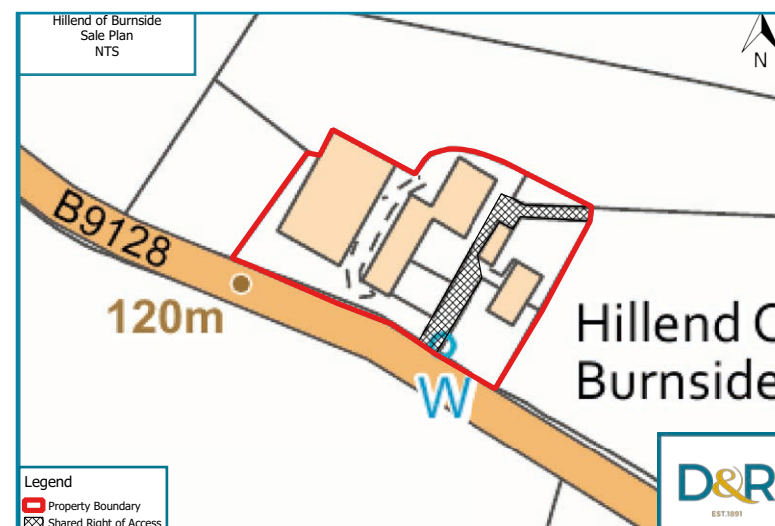 Hillend of Burnside
Sale Plan
NTS
N
B9128
120m
Hillend O
Burnside
W
Legend
Property Boundary
Shared Right of Access
D&R
EST.1891